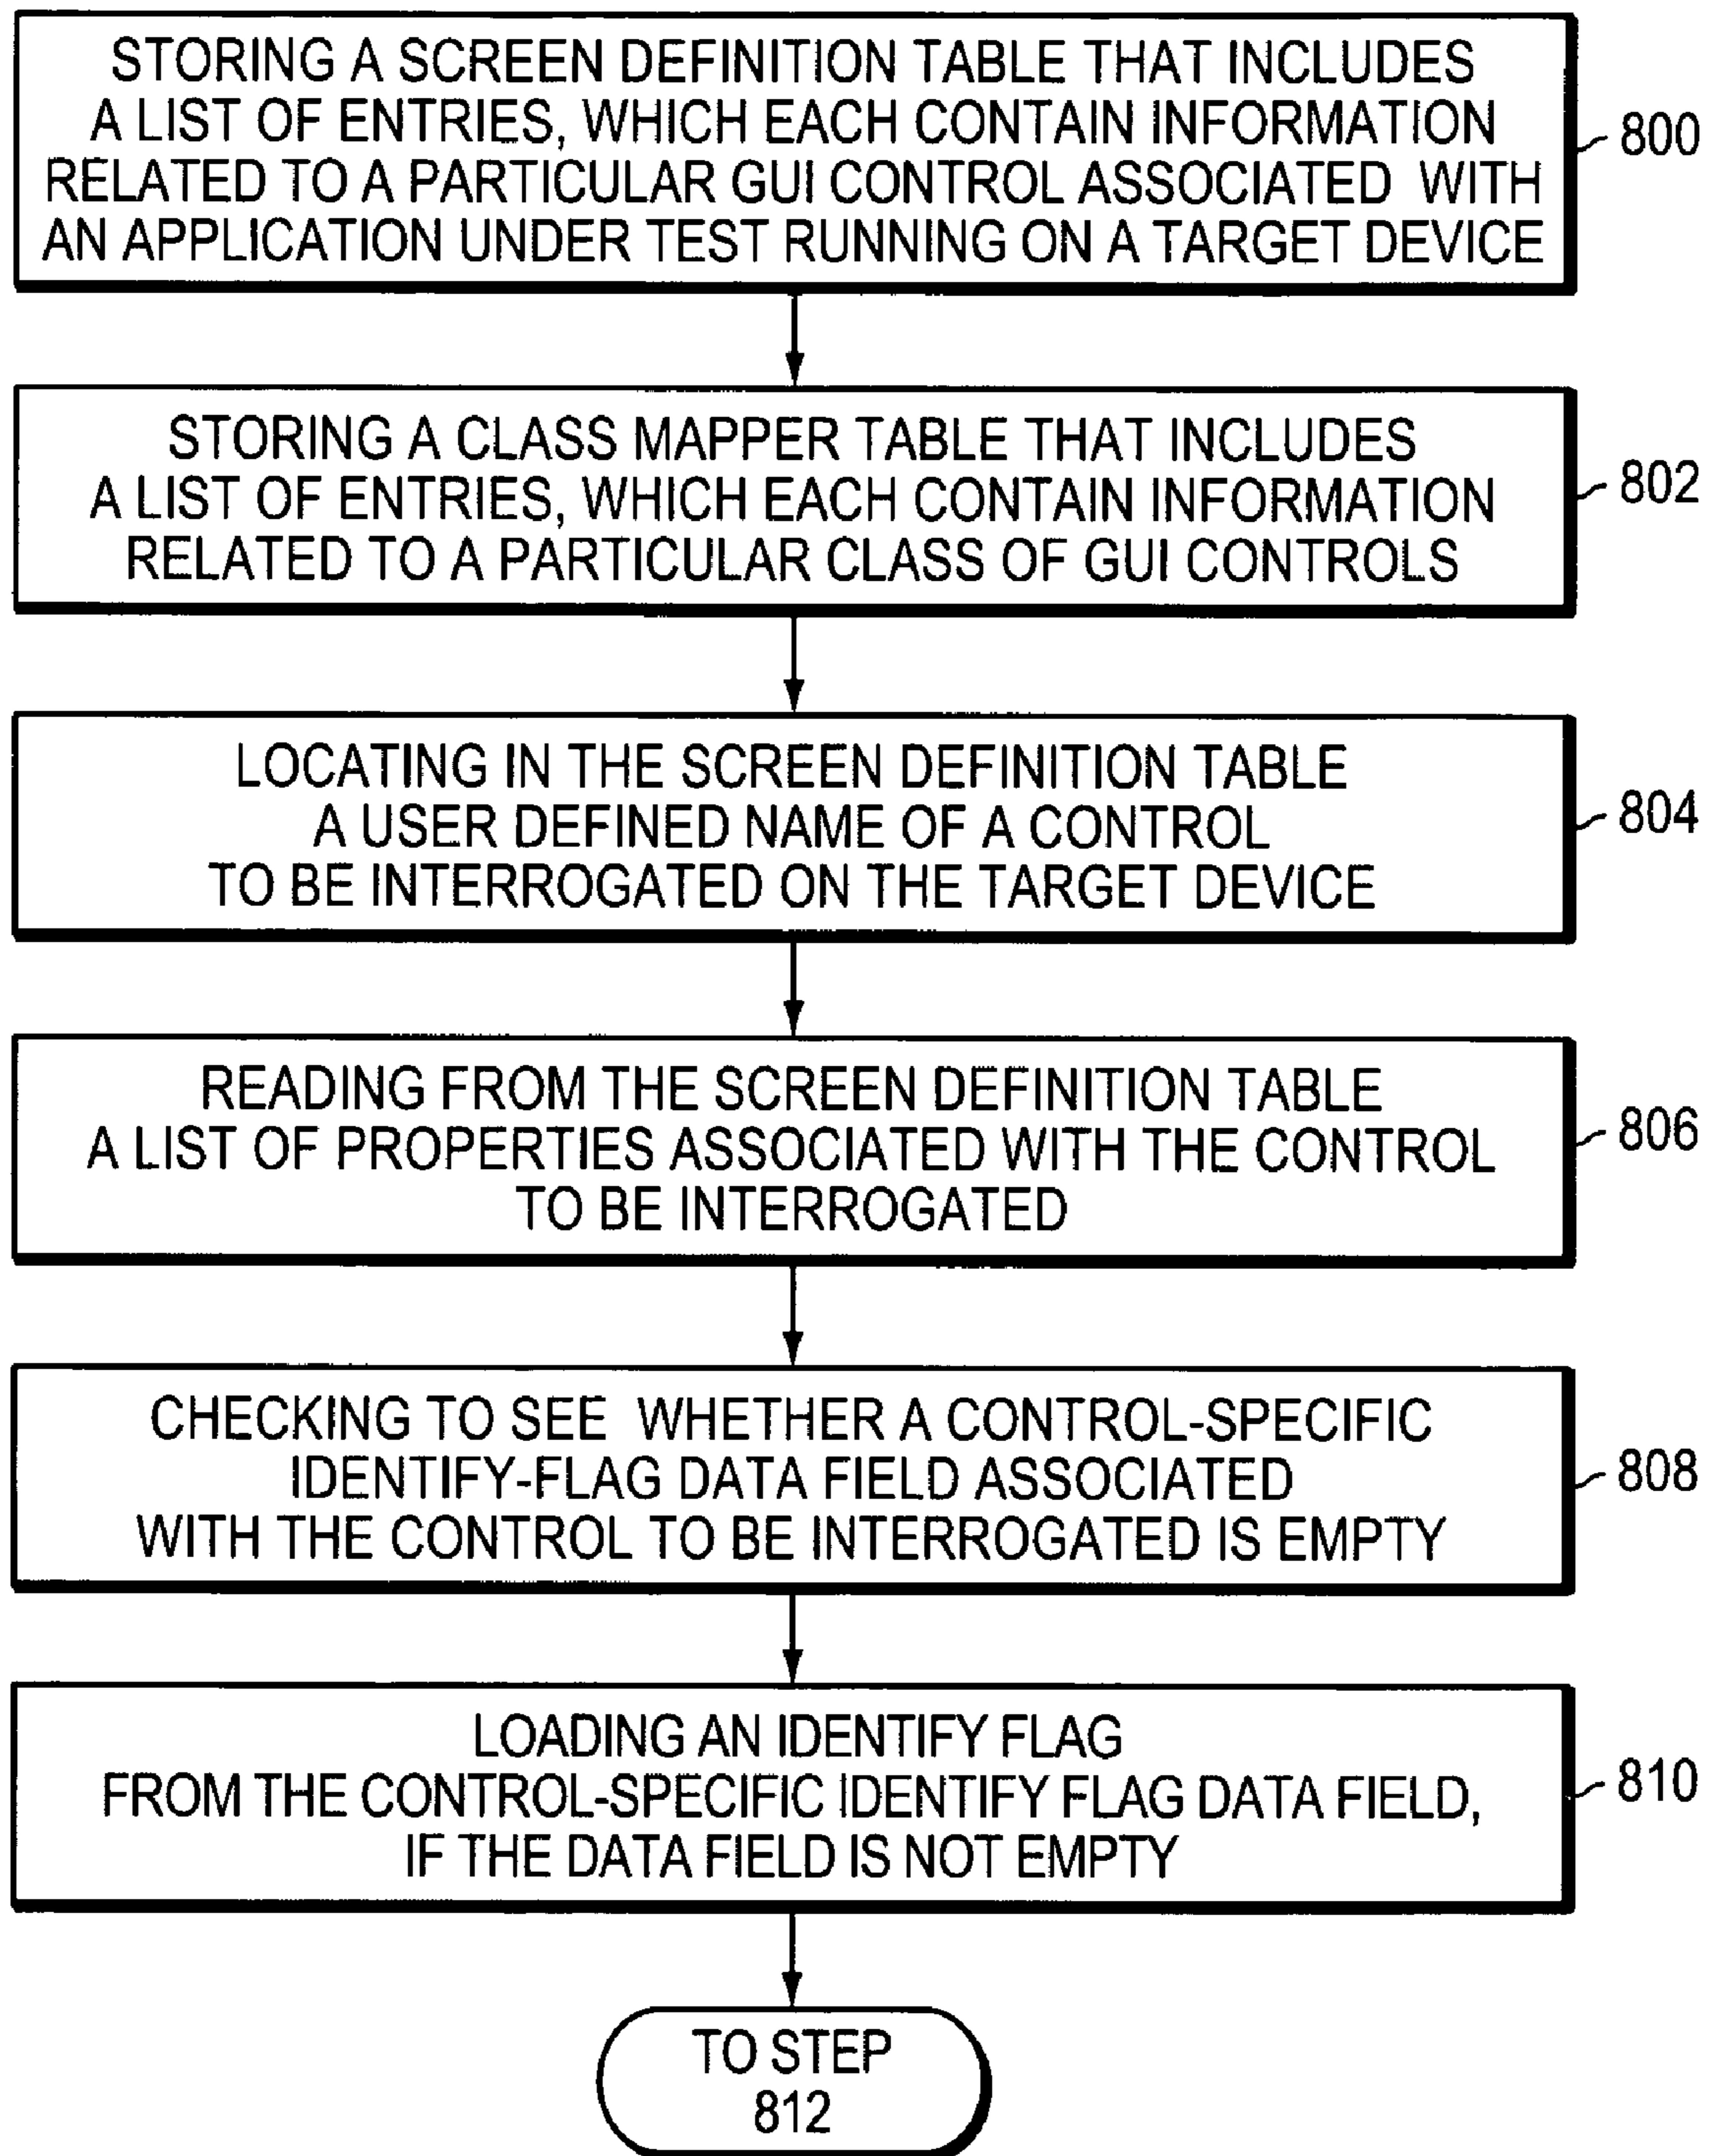 STORING A SCREEN DEFINITION TABLE THAT INCLUDES
A LIST OF ENTRIES, WHICH EACH CONTAIN INFORMATION
RELATED TO A PARTICULAR GUI CONTROL ASSOCIATED WITH
AN APPLICATION UNDER TEST RUNNING ON A TARGET DEVICE
800
STORING A CLASS MAPPER TABLE THAT INCLUDES
A LIST OF ENTRIES, WHICH EACH CONTAIN INFORMATION
RELATED TO A PARTICULAR CLASS OF GUI CONTROLS
802
LOCATING IN THE SCREEN DEFINITION TABLE
A USER DEFINED NAME OF A CONTROL
TO BE INTERROGATED ON THE TARGET DEVICE
804
READING FROM THE SCREEN DEFINITION TABLE
A LIST OF PROPERTIES ASSOCIATED WITH THE CONTROL
TO BE INTERROGATED
806
CHECKING TO SEE WHETHER A CONTROL-SPECIFIC
IDENTIFY-FLAG DATA FIELD ASSOCIATED
WITH THE CONTROL TO BE INTERROGATED IS EMPTY
808
LOADING AN IDENTIFY FLAG
FROM THE CONTROL-SPECIFIC IDENTIFY FLAG DATA FIELD,
IF THE DATA FIELD IS NOT EMPTY
810
TO STEP
812